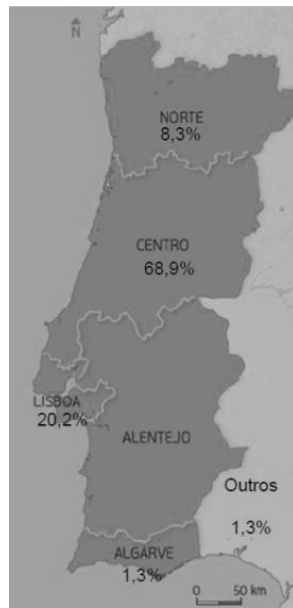 N
NORTE
8,3%
CENTRO
68,9%
LISBOA
20,2%
ALENTEJO
Outros
1,3%
ALGARVE
1,3%
0 50 km